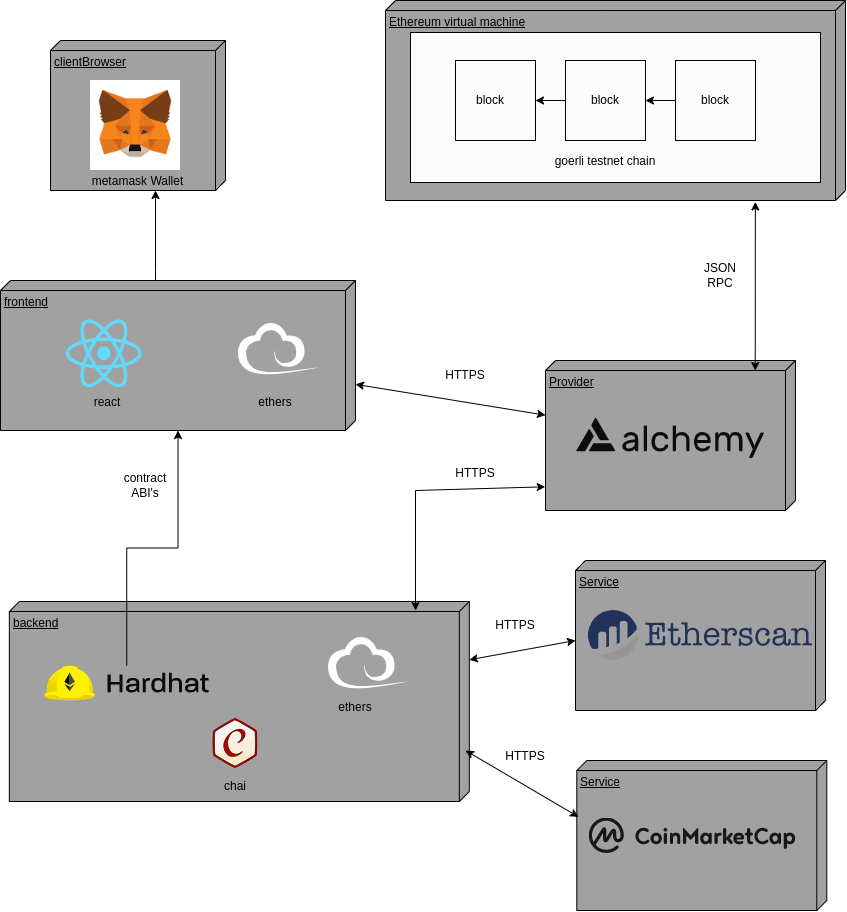 Ethereum virtual machine
clientBrowser
block
block
block
goerli testnet chain
metamask Wallet
JSON
RPC
frontend
react
ethers
HTTPS
Provider
alchemy
contract
ABI's
HTTPS
Service
Etherscan
backend
HTTPS
Hardhat
ethers
chai
HTTPS
Service
CoinMarketCap